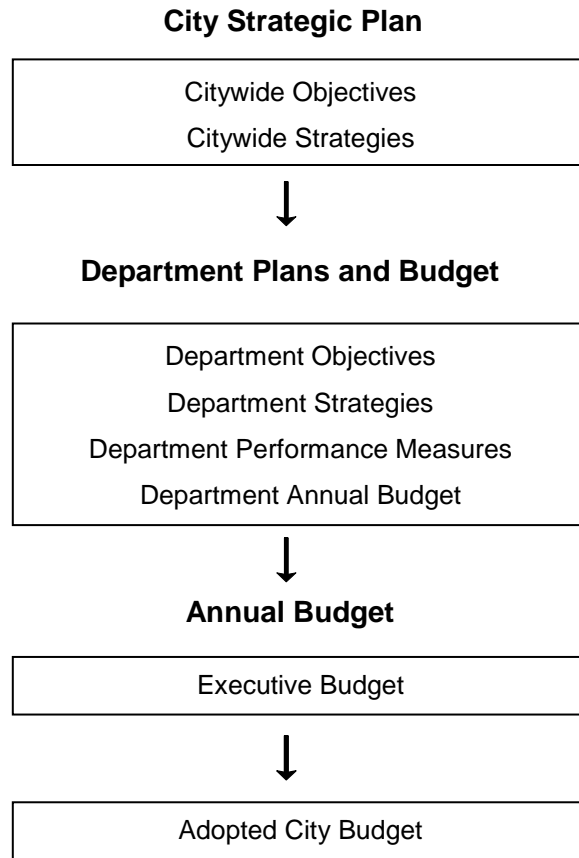 City Strategic Plan
Citywide Objectives
Citywide Strategies
Department Plans and Budget
Department Objectives
Department Strategies
Department Performance Measures
Department Annual Budget
Annual Budget
Executive Budget
Adopted City Budget